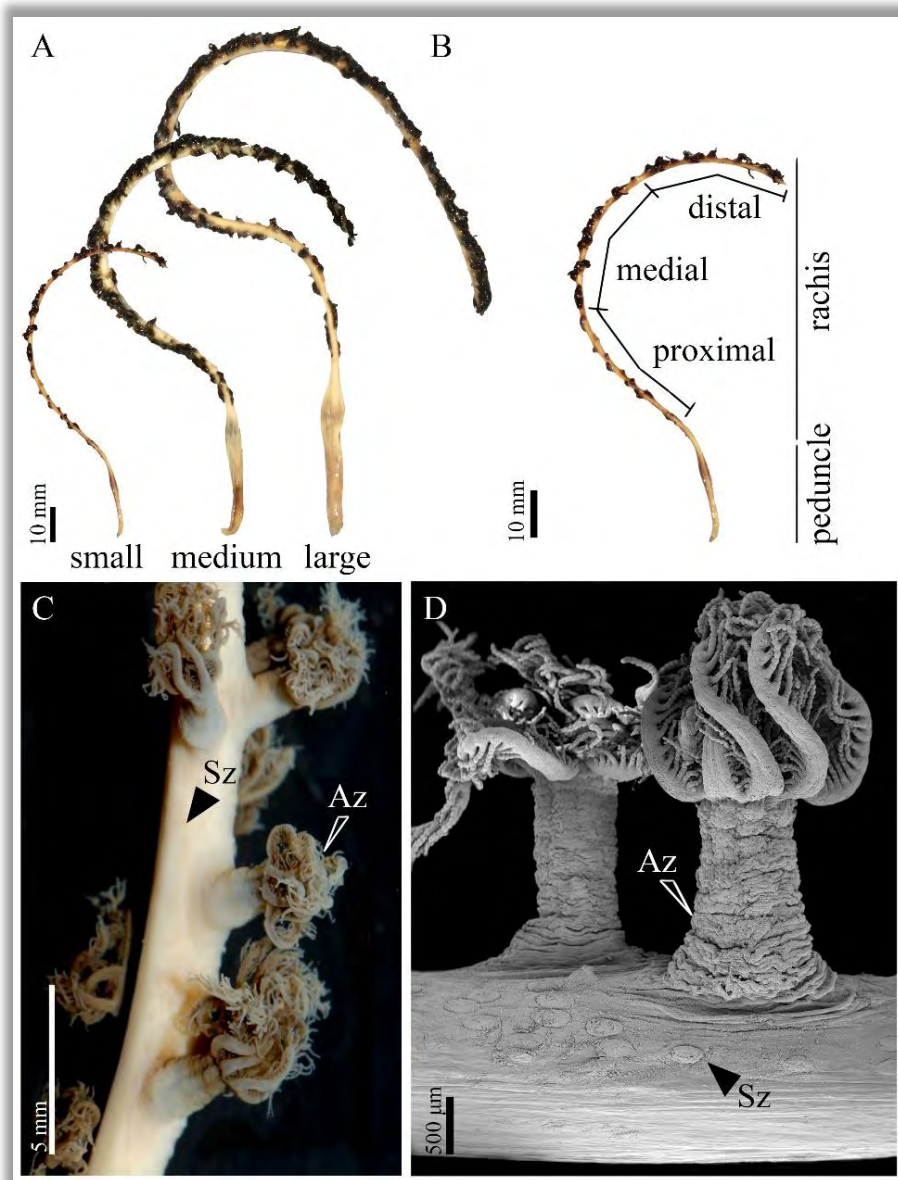 A
B
distal
medial
proximal
rachis
peduncle
10 mm
10 mm
small medium large
C
D
Sz
Az
Az
Sz
5 mm
500 µm